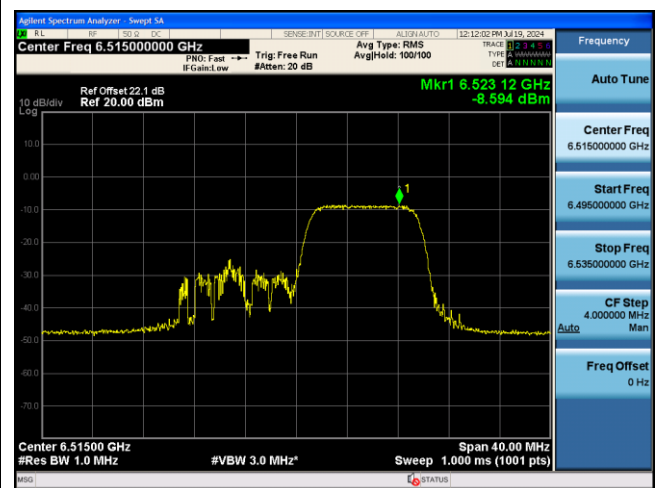 Agilent Spectrum Analyzer - Swept SA
RL RF 50 Ω DC SENSE:INT SOURCE OFF ALIGN AUTO 12:12:02 PM Jul 19, 2024
Center Freq 6.515000000 GHz
PNO: Fast
IFGain:Low
Trig: Free Run
#Atten: 20 dB
Avg Type: RMS
Avg|Hold: 100/100
TRACE 1 2 3 4 5 6
TYPE A
DET A N N N N N
Frequency
Mkr1 6.523 12 GHz
-8.594 dBm
Ref Offset 22.1 dB
Ref 20.00 dBm
10 dB/div
Log
10.0
0.00
-10.0
-20.0
-30.0
-40.0
-50.0
-60.0
-70.0
1
Center 6.51500 GHz
Span 40.00 MHz
#Res BW 1.0 MHz
#VBW 3.0 MHz*
Sweep 1.000 ms (1001 pts)
MSG
STATUS
Auto Tune
Center Freq
6.515000000 GHz
Start Freq
6.495000000 GHz
Stop Freq
6.535000000 GHz
CF Step
4.000000 MHz
Auto Man
Freq Offset
0 Hz